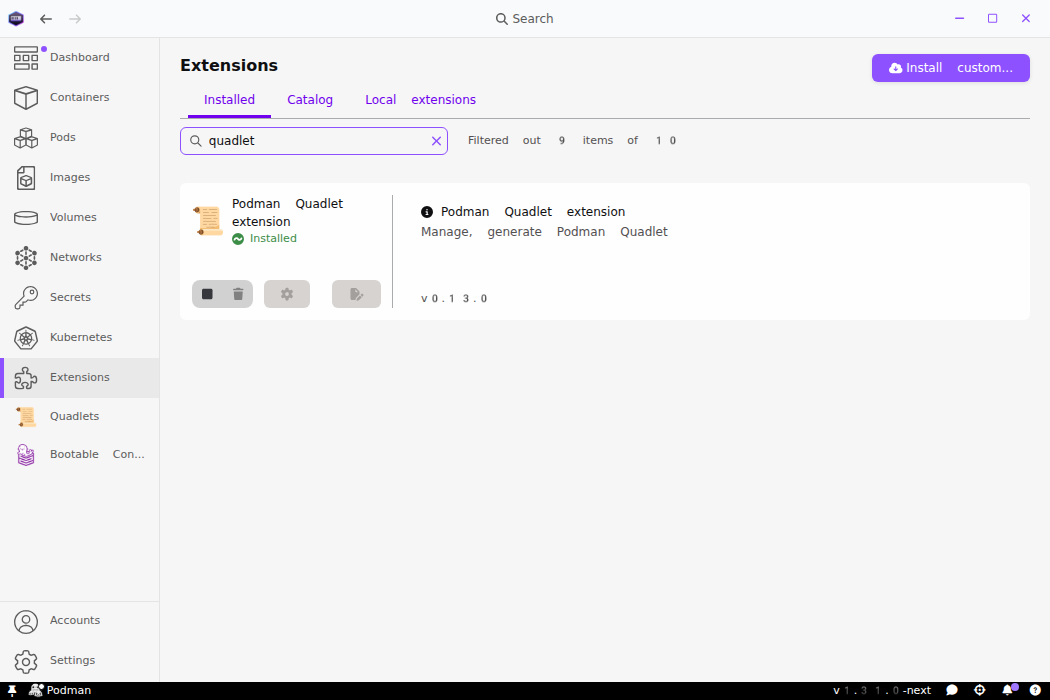 Search
Dashboard
Containers
Pods
Images
Volumes
Networks
Secrets
Kubernetes
Extensions
Quadlets
Bootable Con...
Accounts
Settings
Extensions
Install custom...
Installed
Catalog
Local extensions
quadlet
Filtered out 9 items of 10
Podman Quadlet
extension
Installed
Podman Quadlet extension
Manage, generate Podman Quadlet
v0.13.0
Podman
v1.31.0-next